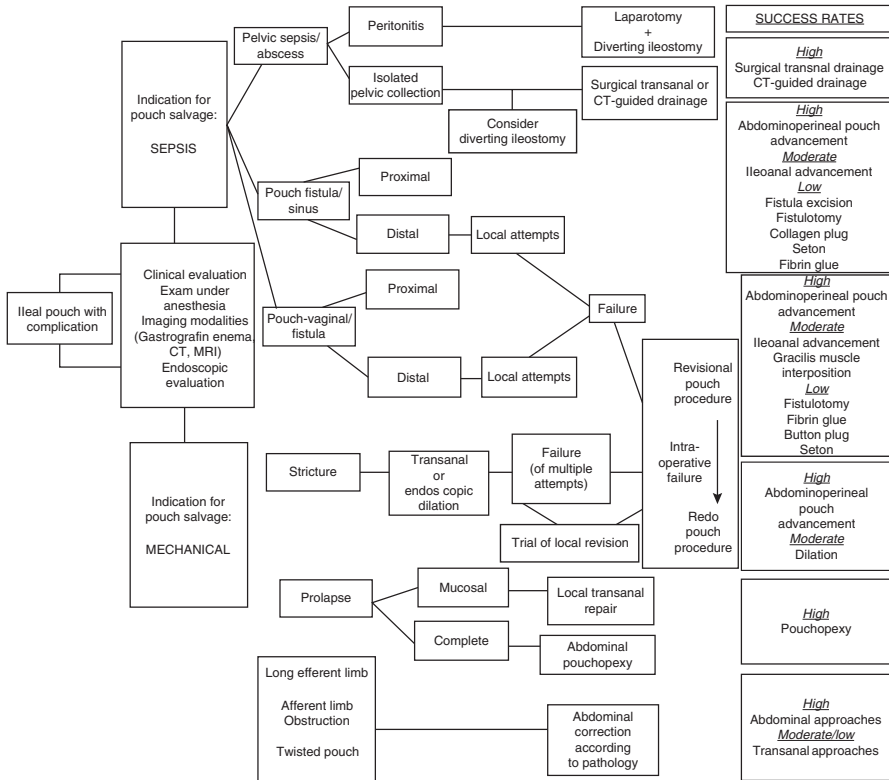 Indication for
pouch salvage:
SEPSIS
Ileal pouch with
complication
Clinical evaluation
Exam under
anesthesia
Imaging modalities
(Gastrografin enema,
CT, MRI)
Endoscopic
evaluation
Indication for
pouch salvage:
MECHANICAL
Pelvic sepsis/
abscess
Peritonitis
Laparotomy
+
Diverting ileostomy
Isolated
pelvic collection
Consider
diverting ileostomy
Surgical transanal or
CT-guided drainage
Pouch fistula/
sinus
Proximal
Distal
Local attempts
Pouch-vaginal/
fistula
Proximal
Distal
Local attempts
Failure
Stricture
Transanal
or
endos copic
dilation
Failure
(of multiple
attempts)
Trial of local revision
Revisional
pouch
procedure
Intra-
operative
failure
Redo
pouch
procedure
Prolapse
Mucosal
Local transanal
repair
Complete
Abdominal
pouchopexy
Long efferent limb
Afferent limb
Obstruction
Twisted pouch
Abdominal
correction
according
to pathology
SUCCESS RATES
High
Surgical transnal drainage
CT-guided drainage
High
Abdominoperineal pouch
advancement
Moderate
Ileoanal advancement
Low
Fistula excision
Fistulotomy
Collagen plug
Seton
Fibrin glue
High
Abdominoperineal pouch
advancement
Moderate
Ileoanal advancement
Gracilis muscle
interposition
Low
Fistulotomy
Fibrin glue
Button plug
Seton
High
Abdominoperineal
pouch
advancement
Moderate
Dilation
High
Pouchopexy
High
Abdominal approaches
Moderate/low
Transanal approaches